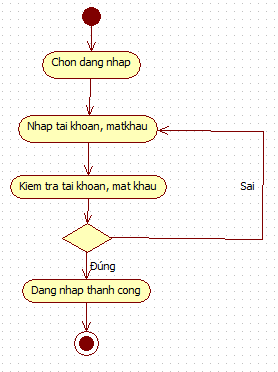 Chon dang nhap
Nhap tai khoan, matkhau
Kiem tra tai khoan, mat khau
Sai
Đúng
Dang nhap thanh cong